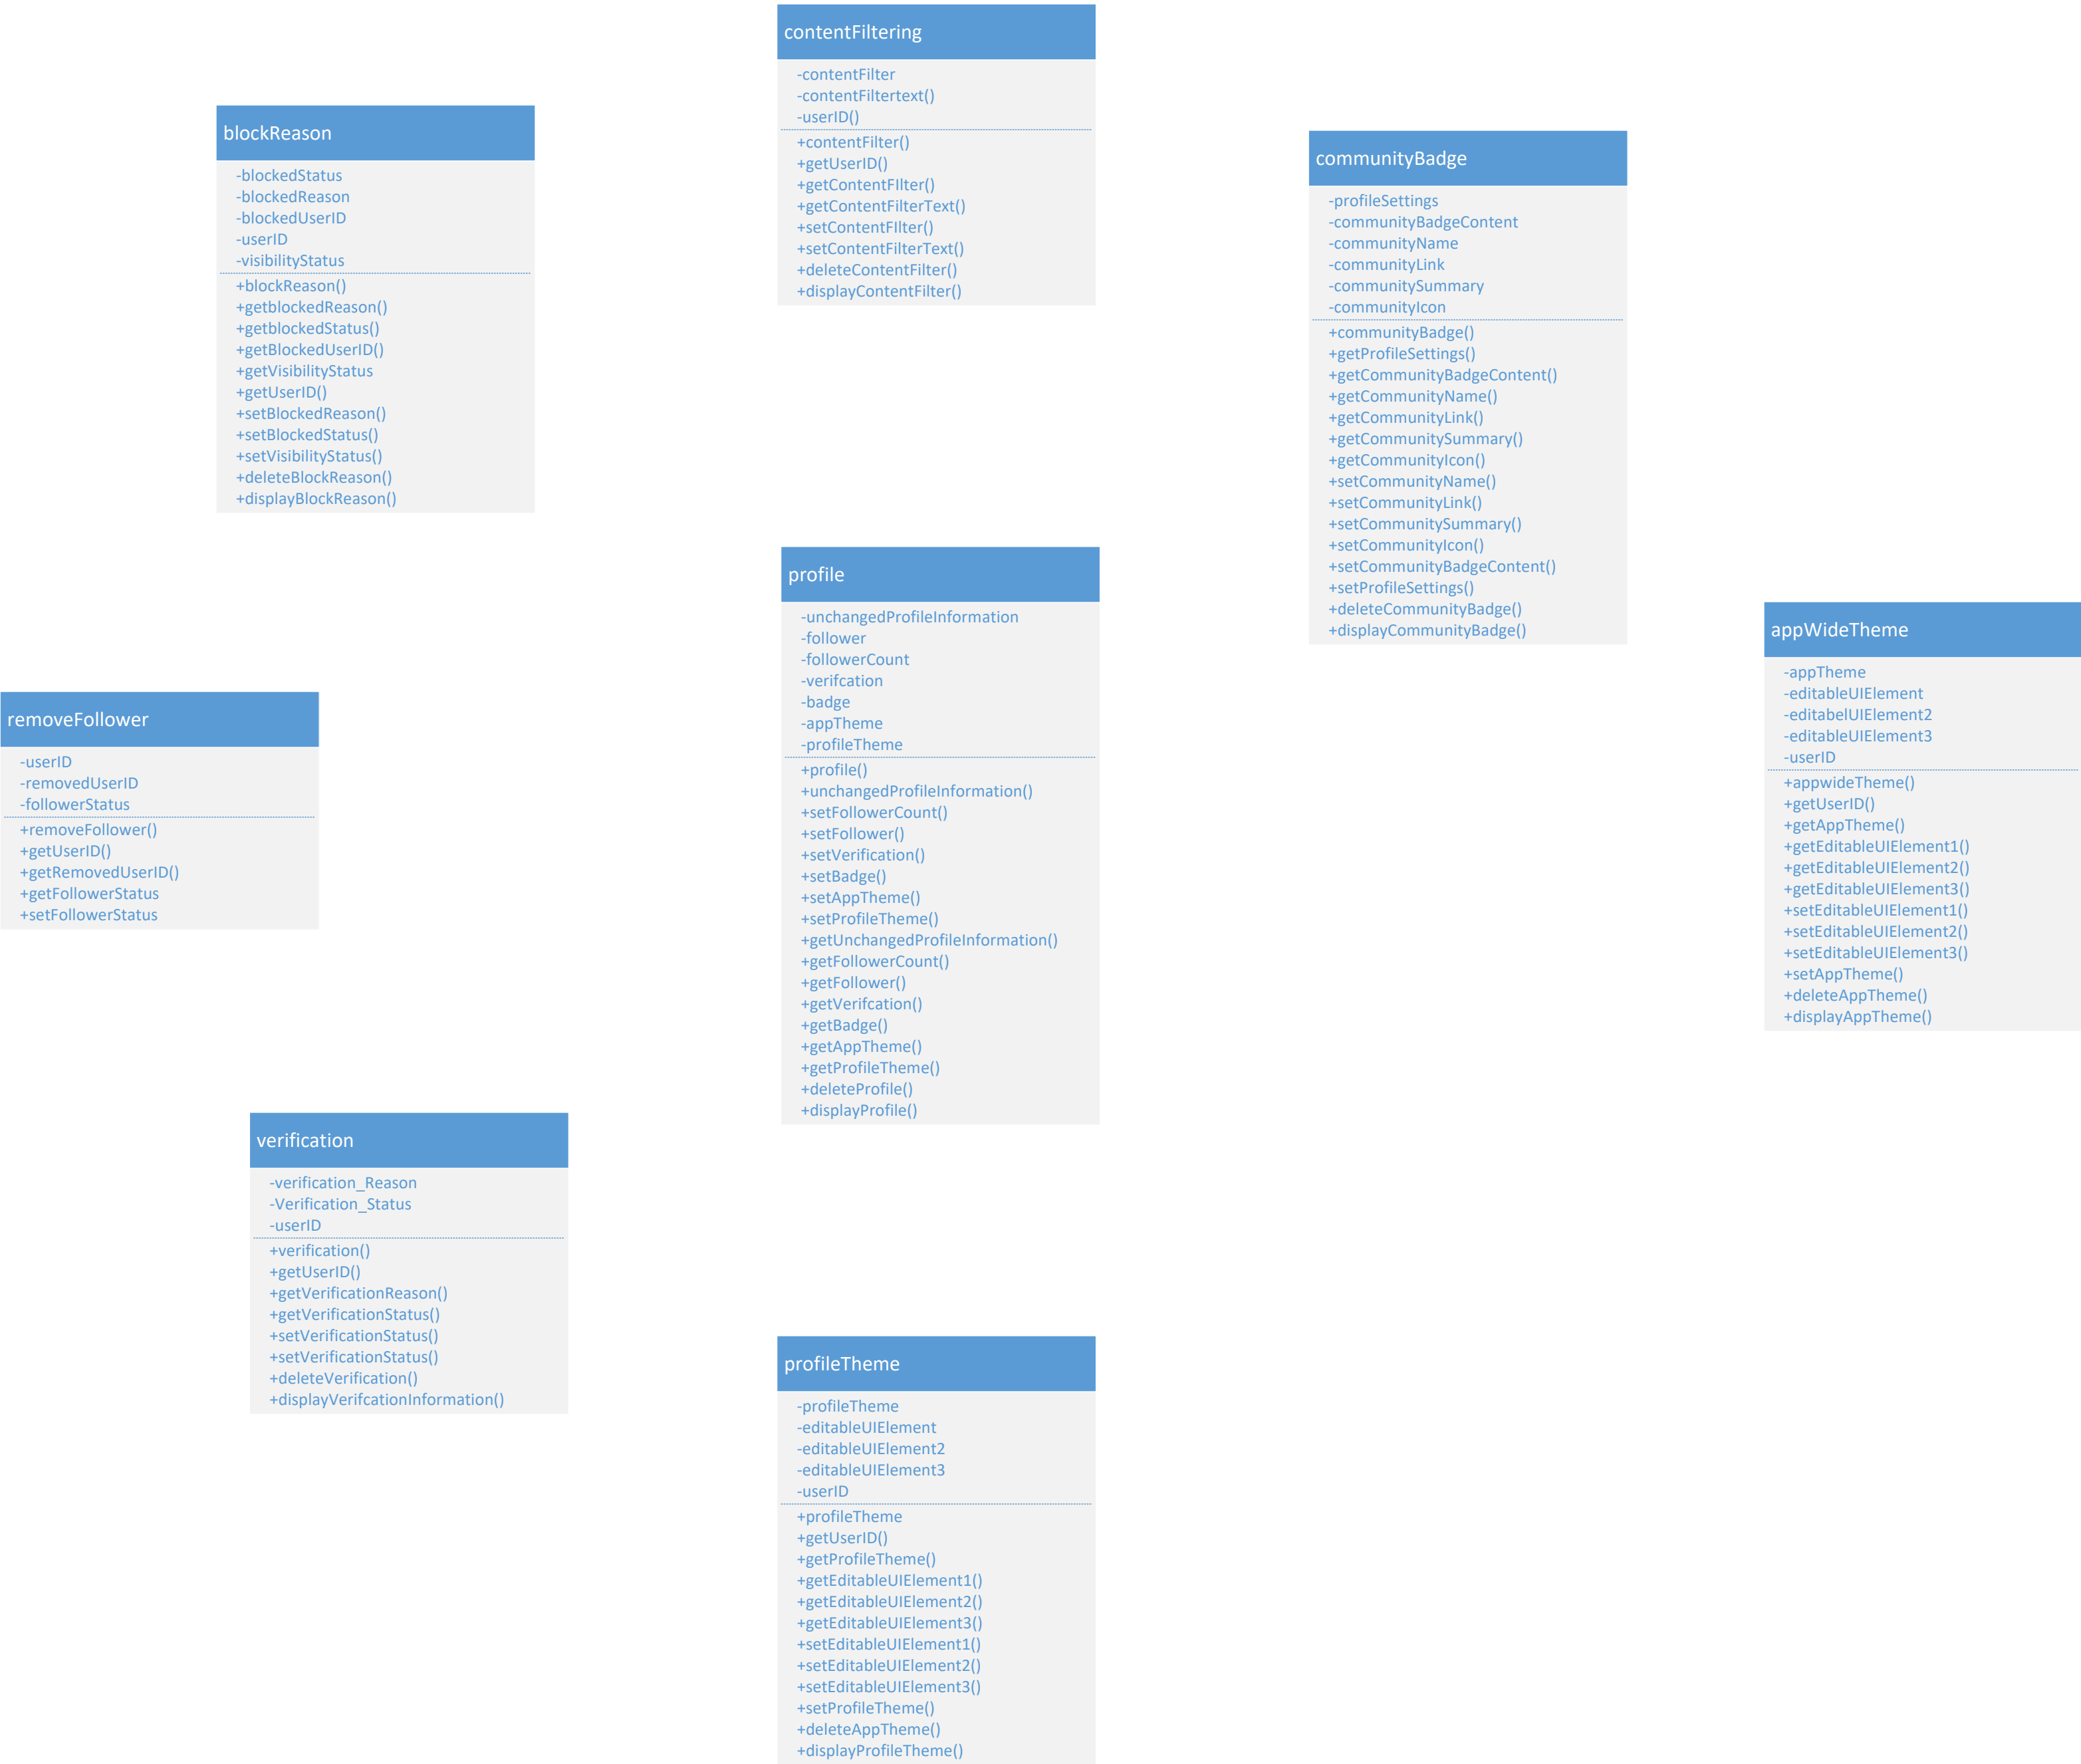 contentFiltering
-contentFilter
-contentFiltertext()
-userID()
+contentFilter()
+getUserID()
+getContentFIlter()
+getContentFilterText()
+setContentFIlter()
+setContentFilterText()
+deleteContentFilter()
+displayContentFilter()
blockReason
-blockedStatus
-blockedReason
-blockedUserID
-userID
-visibilityStatus
+blockReason()
+getblockedReason()
+getblockedStatus()
+getBlockedUserID()
+getVisibilityStatus
+getUserID()
+setBlockedReason()
+setBlockedStatus()
+setVisibilityStatus()
+deleteBlockReason()
+displayBlockReason()
communityBadge
-profileSettings
-communityBadgeContent
-communityName
-communityLink
-communitySummary
-communityIcon
+communityBadge()
+getProfileSettings()
+getCommunityBadgeContent()
+getCommunityName()
+getCommunityLink()
+getCommunitySummary()
+getCommunityIcon()
+setCommunityName()
+setCommunityLink()
+setCommunitySummary()
+setCommunityIcon()
+setCommunityBadgeContent()
+setProfileSettings()
+deleteCommunityBadge()
+displayCommunityBadge()
profile
-unchangedProfileInformation
-follower
-followerCount
-verifcation
-badge
-appTheme
-profileTheme
+profile()
+unchangedProfileInformation()
+setFollowerCount()
+setFollower()
+setVerification()
+setBadge()
+setAppTheme()
+setProfileTheme()
+getUnchangedProfileInformation()
+getFollowerCount()
+getFollower()
+getVerifcation()
+getBadge()
+getAppTheme()
+getProfileTheme()
+deleteProfile()
+displayProfile()
appWideTheme
-appTheme
-editableUIElement
-editabelUIElement2
-editableUIElement3
-userID
+appwideTheme()
+getUserID()
+getAppTheme()
+getEditableUIElement1()
+getEditableUIElement2()
+getEditableUIElement3()
+setEditableUIElement1()
+setEditableUIElement2()
+setEditableUIElement3()
+setAppTheme()
+deleteAppTheme()
+displayAppTheme()
removeFollower
-userID
-removedUserID
-followerStatus
+removeFollower()
+getUserID()
+getRemovedUserID()
+getFollowerStatus
+setFollowerStatus
verification
-verification_Reason
-Verification_Status
-userID
+verification()
+getUserID()
+getVerificationReason()
+getVerificationStatus()
+setVerificationStatus()
+setVerificationStatus()
+deleteVerification()
+displayVerifcationInformation()
profileTheme
-profileTheme
-editableUIElement
-editableUIElement2
-editableUIElement3
-userID
+profileTheme
+getUserID()
+getProfileTheme()
+getEditableUIElement1()
+getEditableUIElement2()
+getEditableUIElement3()
+setEditableUIElement1()
+setEditableUIElement2()
+setEditableUIElement3()
+setProfileTheme()
+deleteAppTheme()
+displayProfileTheme()